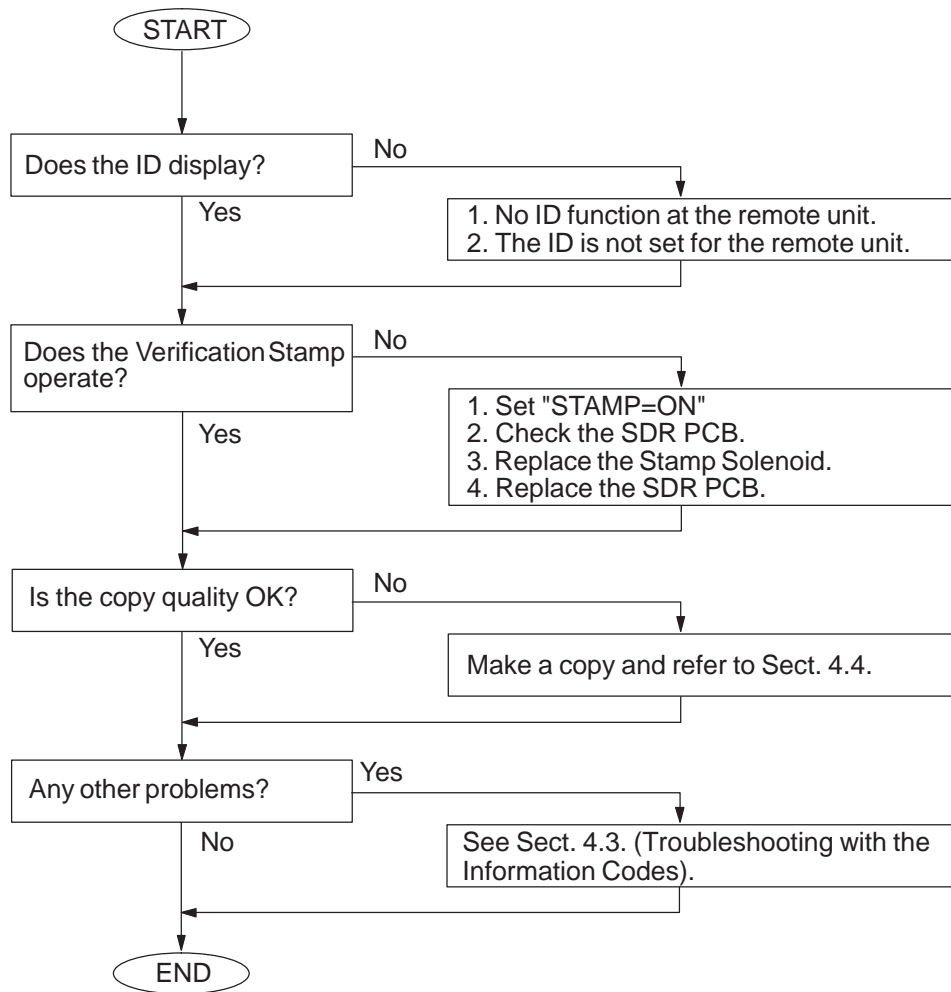 START
Does the ID display?
No
Yes
1. No ID function at the remote unit.
2. The ID is not set for the remote unit.
Does the Verification Stamp
operate?
No
Yes
1. Set "STAMP=ON"
2. Check the SDR PCB.
3. Replace the Stamp Solenoid.
4. Replace the SDR PCB.
Is the copy quality OK?
No
Yes
Make a copy and refer to Sect. 4.4.
Any other problems?
Yes
No
See Sect. 4.3. (Troubleshooting with the
Information Codes).
END